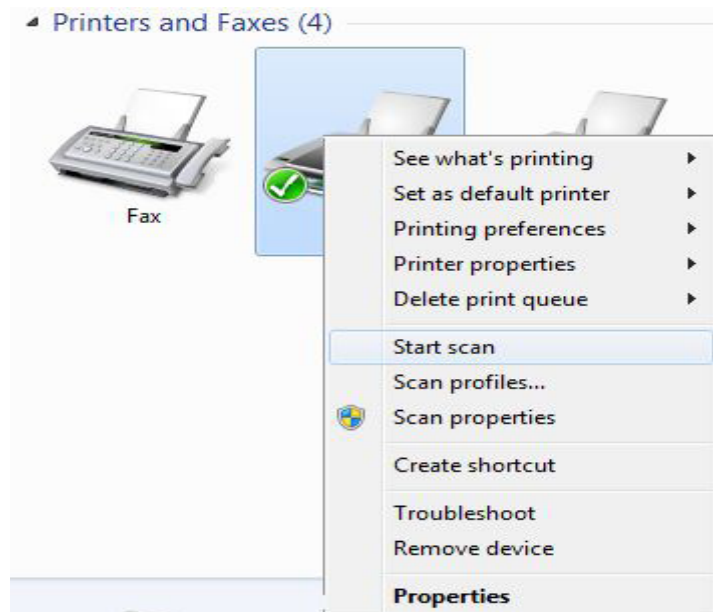 Printers and Faxes (4)
Fax
See what's printing
Set as default printer
Printing preferences
Printer properties
Delete print queue
Start scan
Scan profiles...
Scan properties
Create shortcut
Troubleshoot
Remove device
Properties